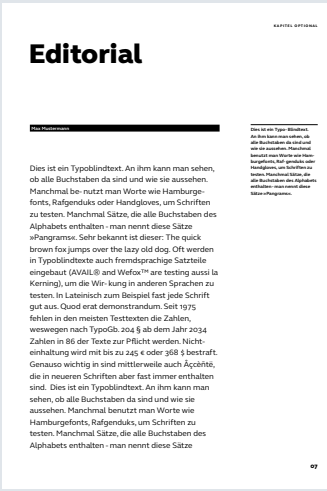 KAPITEL OPTIONAL
Editorial
Max Mustermann
Dies ist ein Typoblindtext. An ihm kann man sehen,
ob alle Buchstaben da sind und wie sie aussehen.
Manchmal be- nutzt man Worte wie Hamburge-
fonts, Rafgenduks oder Handgloves, um Schriften
zu testen. Manchmal Sätze, die alle Buchstaben des
Alphabets enthalten - man nennt diese Sätze
»Pangrams«. Sehr bekannt ist dieser: The quick
brown fox jumps over the lazy old dog. Oft werden
in Typoblindtexte auch fremdsprachige Satzteile
eingebaut (AVAIL® and Wefox™ are testing aussi la
Kerning), um die Wir- kung in anderen Sprachen zu
testen. In Lateinisch zum Beispiel fast jede Schrift
gut aus. Quod erat demonstrandum. Seit 1975
fehlen in den meisten Testtexten die Zahlen,
weswegen nach TypoGb. 204 § ab dem Jahr 2034
Zahlen in 86 der Texte zur Pflicht werden. Nicht-
einhaltung wird mit bis zu 245 € oder 368 $ bestraft.
Genauso wichtig in sind mittlerweile auch Âçcèñtë,
die in neueren Schriften aber fast immer enthalten
sind. Dies ist ein Typoblindtext. An ihm kann man
sehen, ob alle Buchstaben da sind und wie sie
aussehen. Manchmal benutzt man Worte wie
Hamburgefonts, Rafgenduks, um Schriften zu
testen. Manchmal Sätze, die alle Buchstaben des
Alphabets enthalten - man nennt diese Sätze
Dies ist ein Typo- Blindtext.
An ihm kann man sehen, ob
alle Buchstaben da sind und
wie sie aussehen. Manchmal
benutzt man Worte wie Ham-
burgefonts, Raf-genduks oder
Handgloves, um Schriften zu
testen. Manchmal Sätze, die
alle Buchstaben des Alphabets
enthalten- man nennt diese
Sätze »Pangrams«.
07